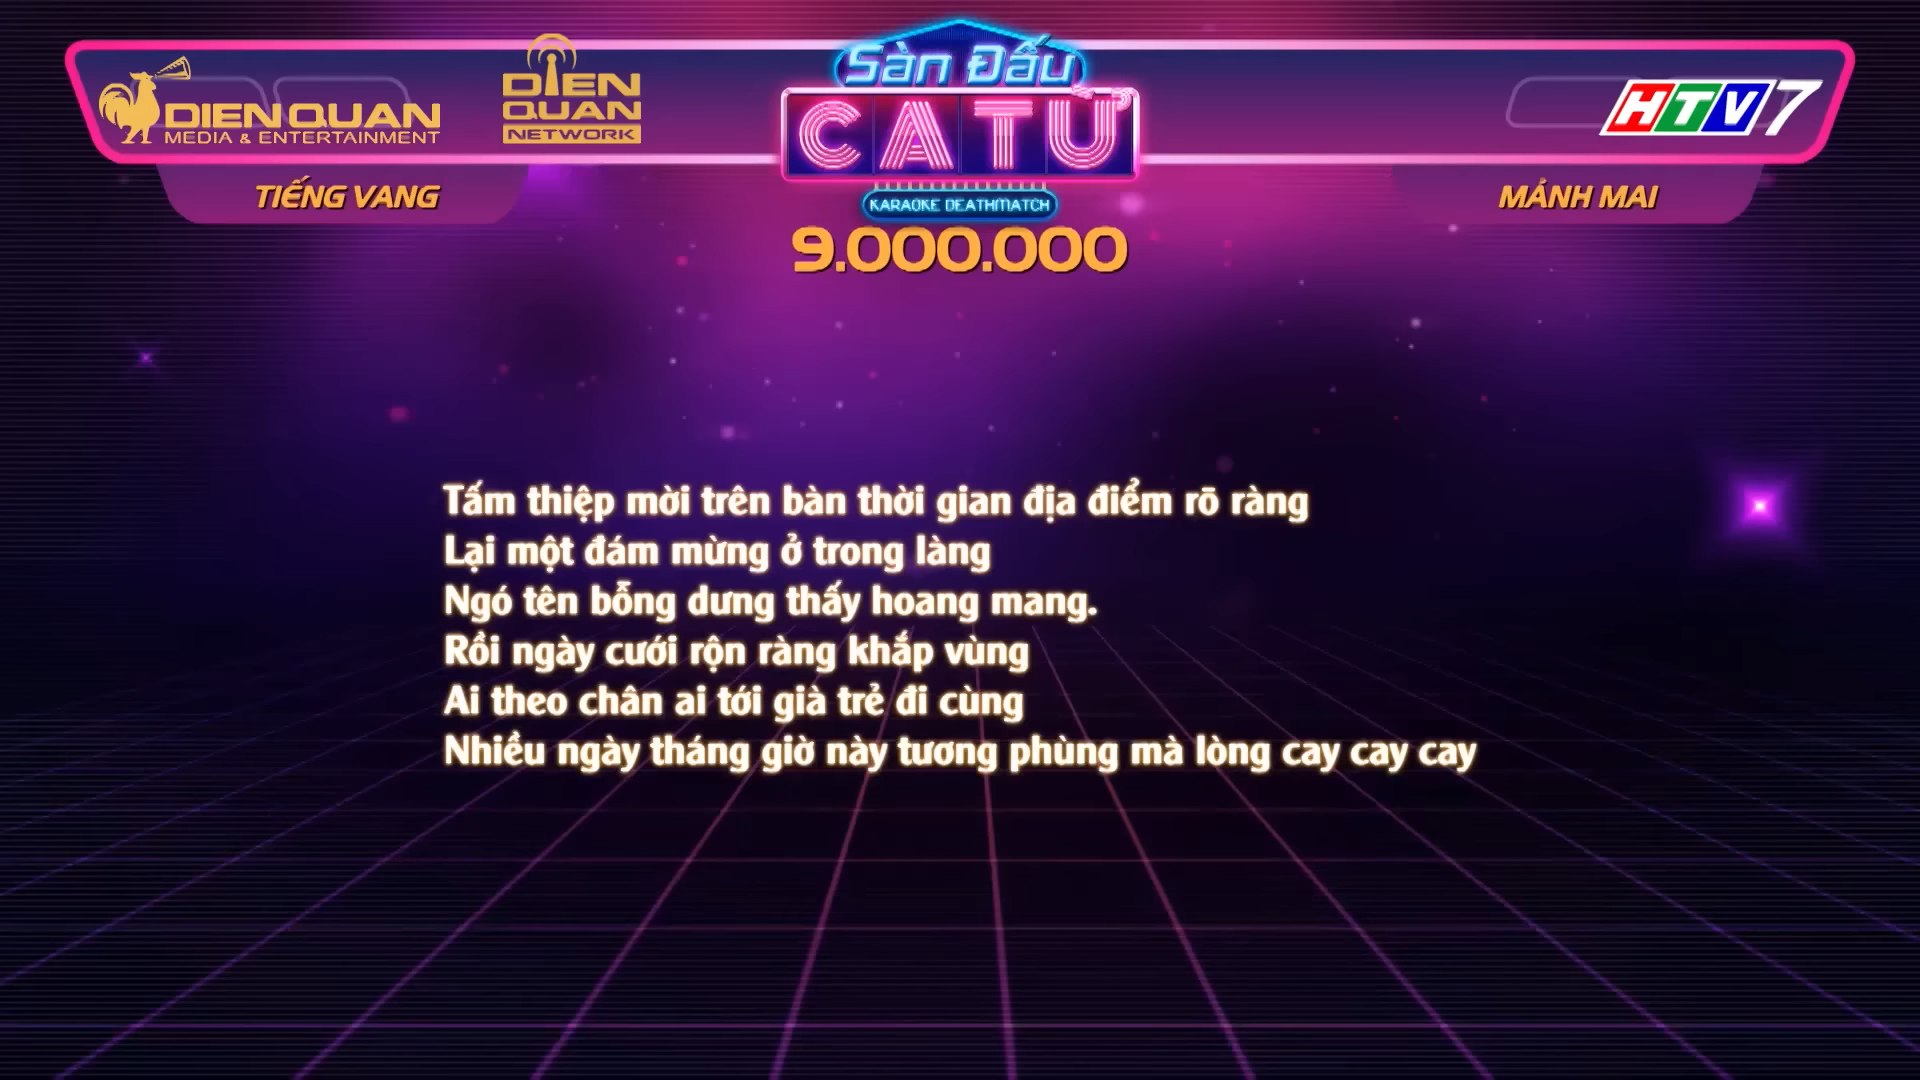 DIENQUAN
MEDIA & ENTERTAINMENT
DIEN
QUAN
NETWORK
Sàn Đấu
CA TỪ
KARAOKE DEATHMATCH
HTV7
TIẾNG VANG
MẢNH MAI
9.000.000
Tấm thiệp mời trên bàn thời gian địa điểm rõ ràng
Lại một đám mừng ở trong làng
Ngó tên bỗng dưng thấy hoang mang.
Rồi ngày cưới rộn ràng khắp vùng
Ai theo chân ai tới già trẻ đi cùng
Nhiều ngày tháng giờ này tương phùng mà lòng cay cay cay